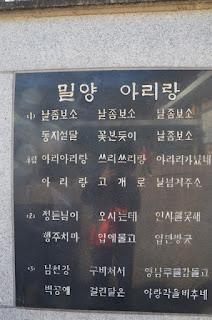 밀양 아리랑
(1) 날좀보소 날좀보소 날좀보소
동지섣달 꽃본듯이 날좀보소
후렴 아리아리랑 쓰리쓰리랑 아라리가났네
아리랑 고개로 날넘겨주소
(2) 정든님이 오시는데 인사를못해
행주치마 입에물고 입만방긋
(3) 남천강 구비쳐서 영남루를감돌고
벽공에 걸린달은 아랑각을비추네